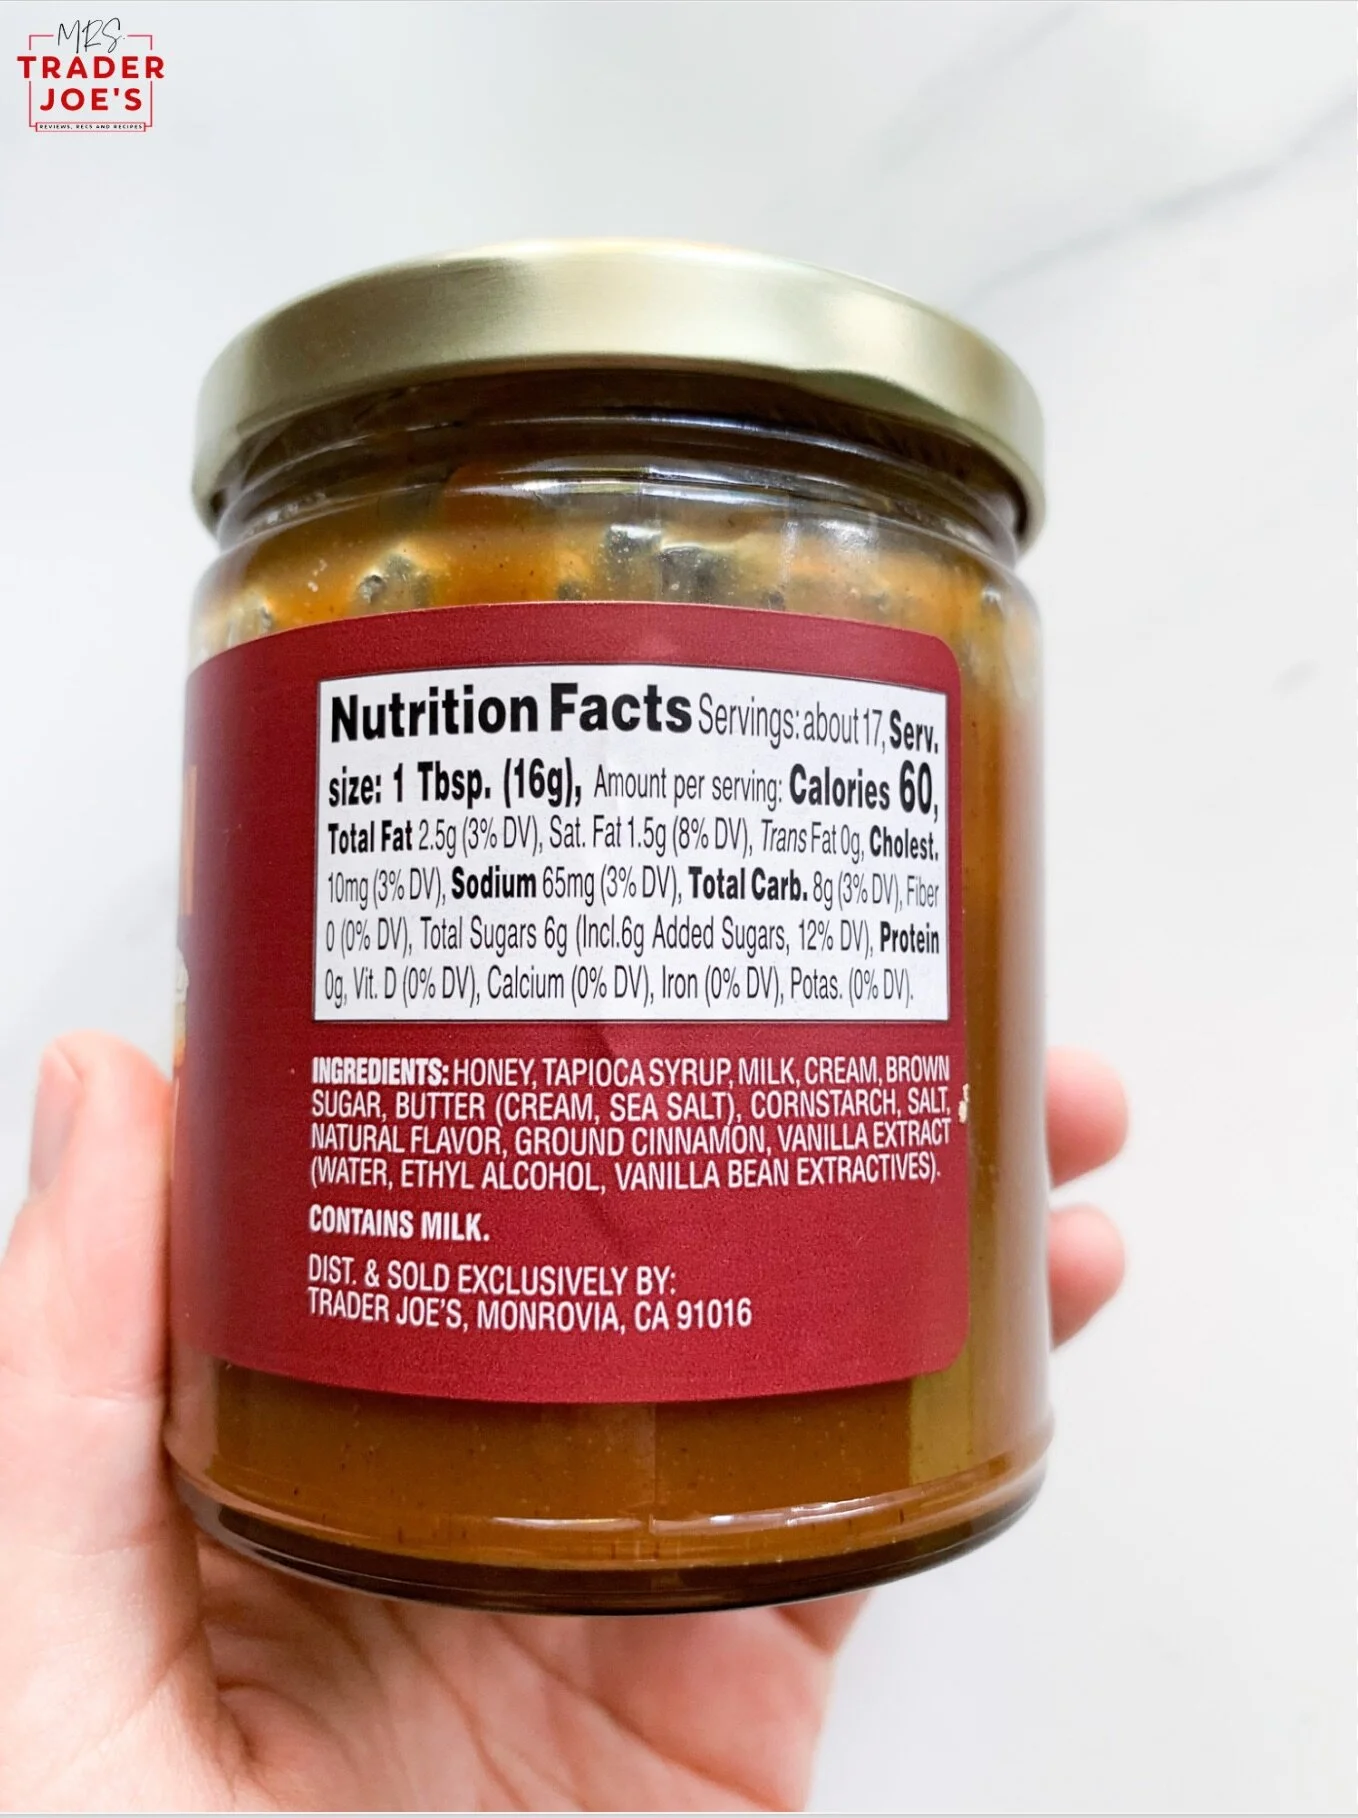 MRS.
TRADER
JOE'S
REVIEWS, RECS AND RECIPES
Nutrition Facts Servings: about 17, Serv.
size: 1 Tbsp. (16g), Amount per serving: Calories 60,
Total Fat 2.5g (3% DV), Sat. Fat 1.5g (8% DV), Trans Fat 0g, Cholest.
10mg (3% DV), Sodium 65mg (3% DV), Total Carb. 8g (3% DV), Fiber
0 (0% DV), Total Sugars 6g (Incl.6g Added Sugars, 12% DV), Protein
0g, Vit. D (0% DV), Calcium (0% DV), Iron (0% DV), Potas. (0% DV).
INGREDIENTS: HONEY, TAPIOCA SYRUP, MILK, CREAM, BROWN
SUGAR, BUTTER (CREAM, SEA SALT), CORNSTARCH, SALT,
NATURAL FLAVOR, GROUND CINNAMON, VANILLA EXTRACT
(WATER, ETHYL ALCOHOL, VANILLA BEAN EXTRACTIVES).
CONTAINS MILK.
DIST. & SOLD EXCLUSIVELY BY:
TRADER JOE'S, MONROVIA, CA 91016